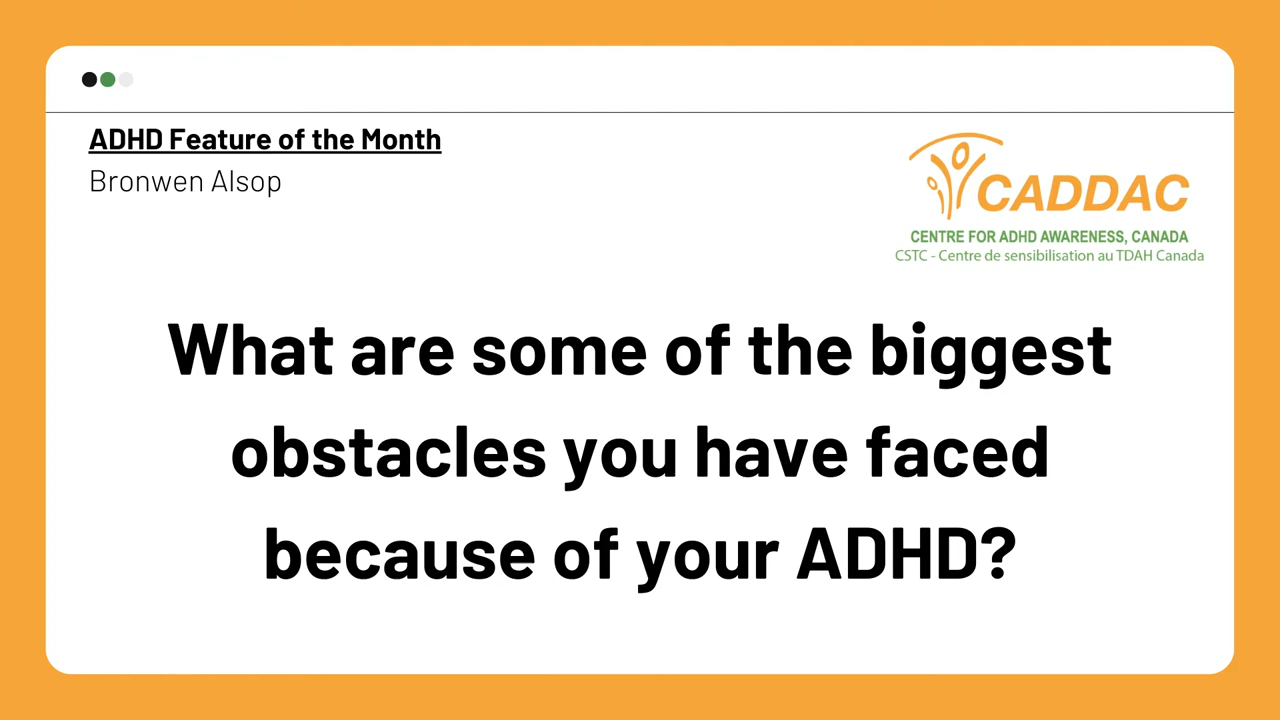 ADHD Feature of the Month
Bronwen Alsop
CADDAC
CENTRE FOR ADHD AWARENESS, CANADA
CSTC - Centre de sensibilisation au TDAH Canada
What are some of the biggest
obstacles you have faced
because of your ADHD?